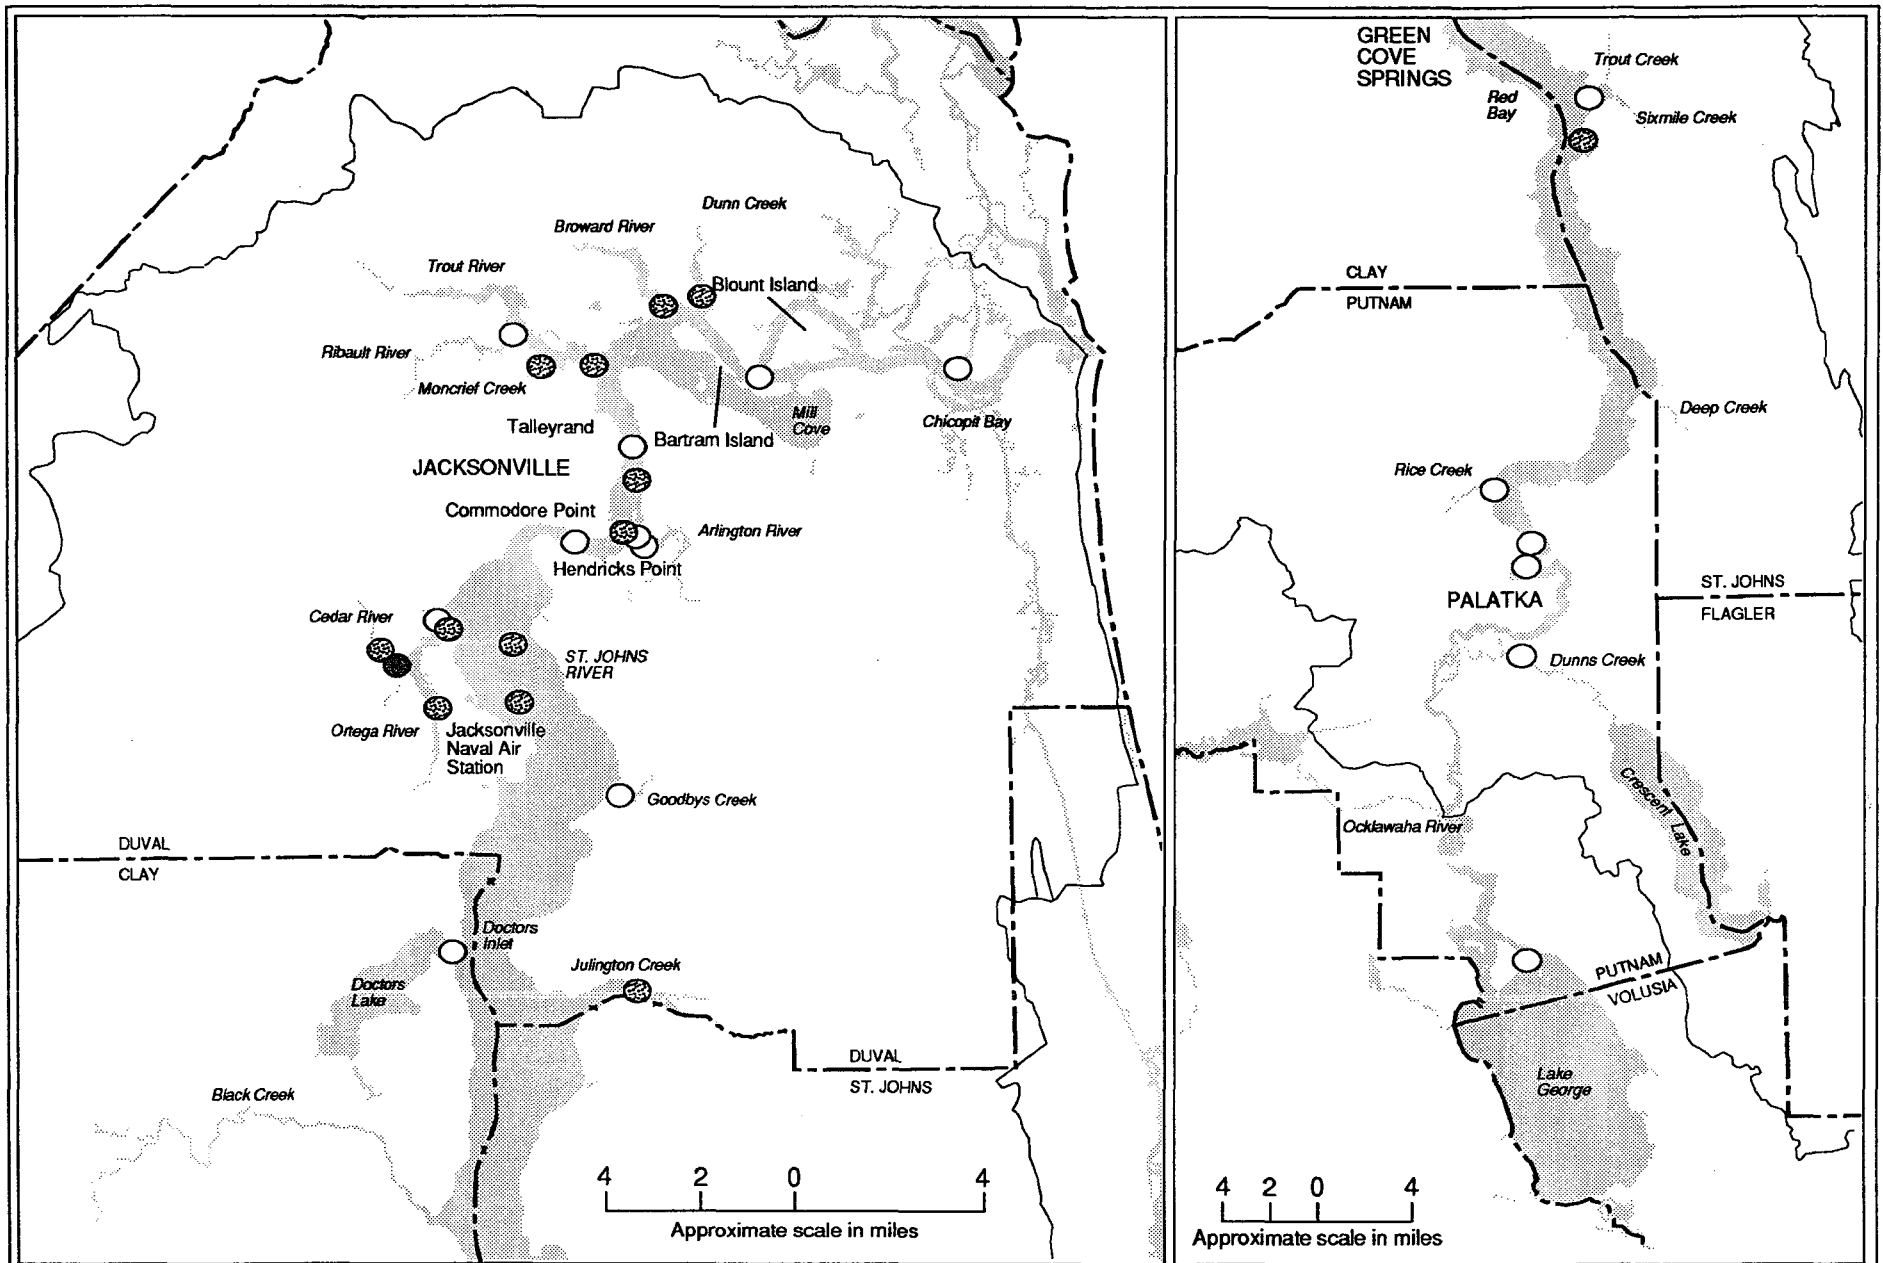 Dunn Creek
Broward River
Trout River
Blount Island
Ribault River
Moncrief Creek
Mill
Cove
Chicopit Bay
Talleyrand
Bartram Island
JACKSONVILLE
Commodore Point
Arlington River
Hendricks Point
Cedar River
ST. JOHNS
RIVER
Ortega River
Jacksonville
Naval Air
Station
Goodbys Creek
DUVAL
CLAY
Doctors
Inlet
Julington Creek
Doctors
Lake
DUVAL
ST. JOHNS
Black Creek
4 2 0 4
Approximate scale in miles
GREEN
COVE
SPRINGS
Trout Creek
Red
Bay
Sixmile Creek
CLAY
PUTNAM
Deep Creek
Rice Creek
ST. JOHNS
FLAGLER
PALATKA
Dunns Creek
Crescent Lake
Ocklawaha River
PUTNAM
VOLUSIA
Lake
George
4 2 0 4
Approximate scale in miles